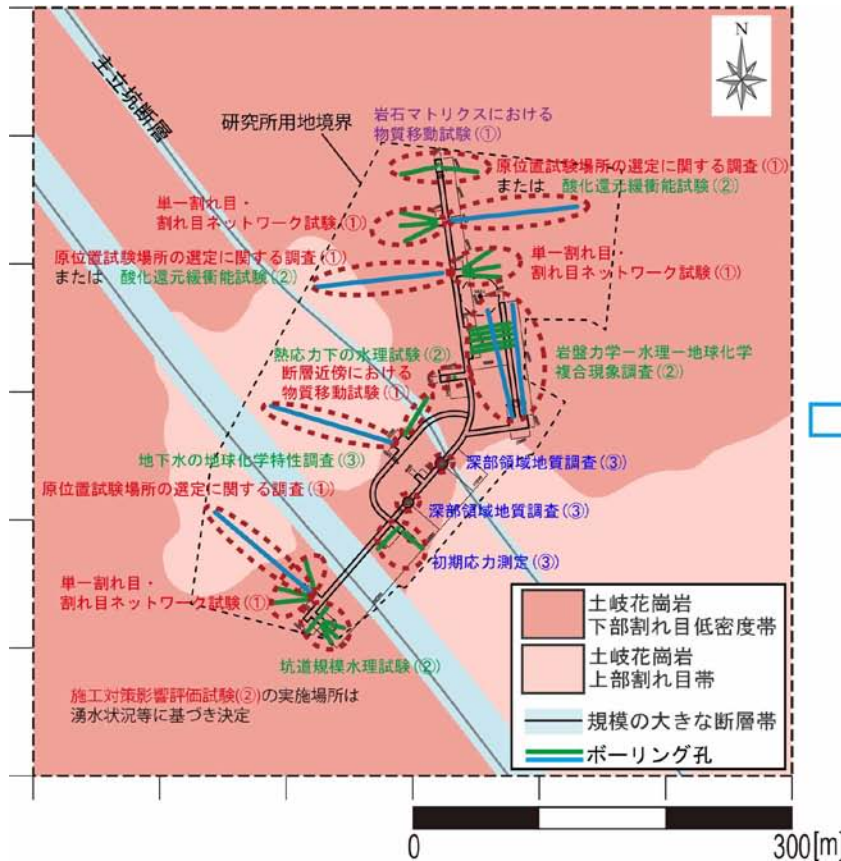 N
主立坑断層
研究所用地境界
岩石マトリクスにおける
物質移動試験(①)
原位置試験場所の選定に関する調査(①)
または 酸化還元緩衝能試験(②)
単一割れ目・
割れ目ネットワーク試験(①)
原位置試験場所の選定に関する調査(①)
または 酸化還元緩衝能試験(②)
単一割れ目・
割れ目ネットワーク試験(①)
熱応力下の水理試験(②)
断層近傍における
物質移動試験(①)
岩盤力学－水理－地球化学
複合現象調査(②)
地下水の地球化学特性調査(③)
深部領域地質調査(③)
原位置試験場所の選定に関する調査(①)
深部領域地質調査(③)
初期応力測定(③)
単一割れ目・
割れ目ネットワーク試験(①)
坑道規模水理試験(②)
施工対策影響評価試験(②)の実施場所は
湧水状況等に基づき決定
土岐花崗岩
下部割れ目低密度帯
土岐花崗岩
上部割れ目帯
規模の大きな断層帯
ボーリング孔
0
300[m]